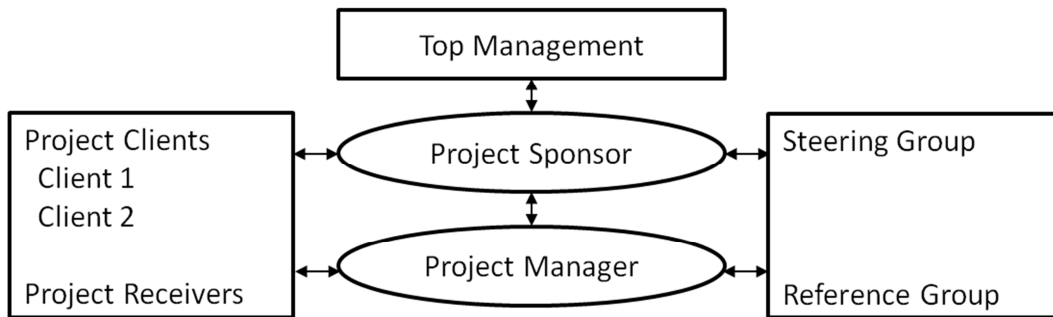 Top Management
Project Clients
Client 1
Client 2
Project Receivers
Project Sponsor
Project Manager
Steering Group
Reference Group